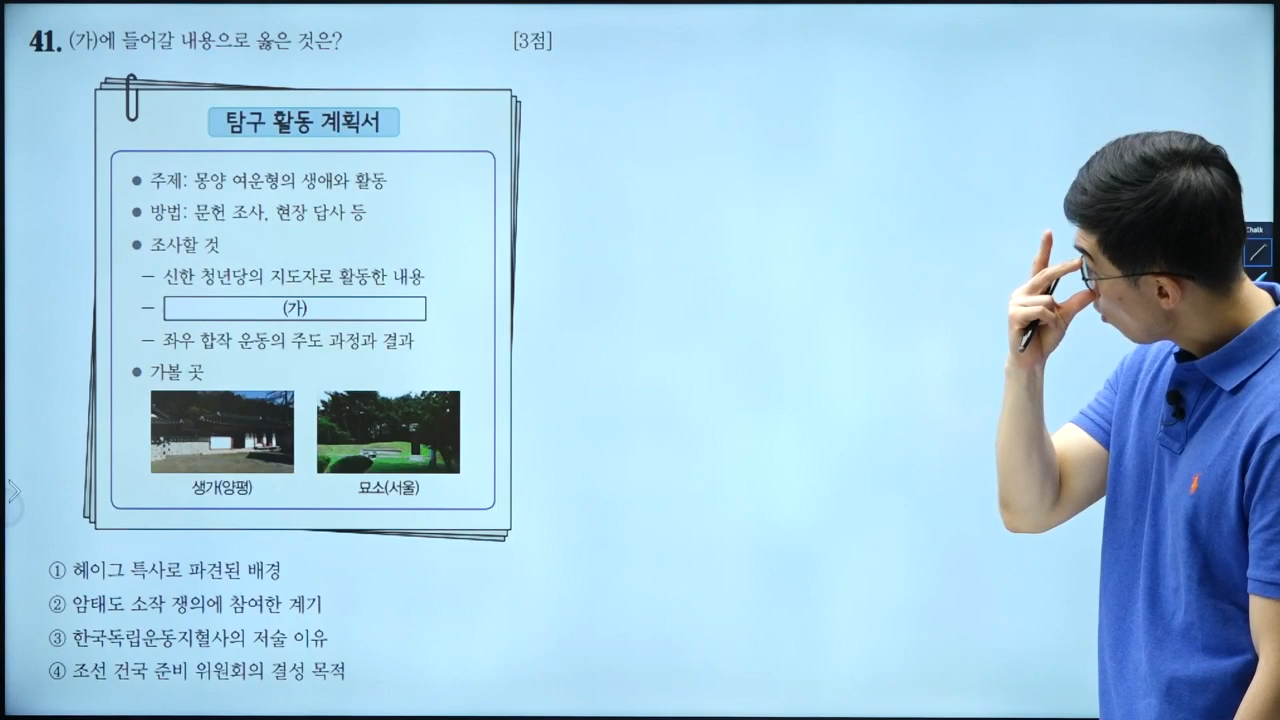 41. (가)에 들어갈 내용으로 옳은 것은? [3점]
탐구 활동 계획서
● 주제: 몽양 여운형의 생애와 활동
● 방법: 문헌 조사, 현장 답사 등
● 조사할 것
– 신한 청년당의 지도자로 활동한 내용
– (가)
– 좌우 합작 운동의 주도 과정과 결과
● 가볼 곳
생가(양평) 묘소(서울)
① 헤이그 특사로 파견된 배경
② 암태도 소작 쟁의에 참여한 계기
③ 한국독립운동지혈사의 저술 이유
④ 조선 건국 준비 위원회의 결성 목적
Chalk